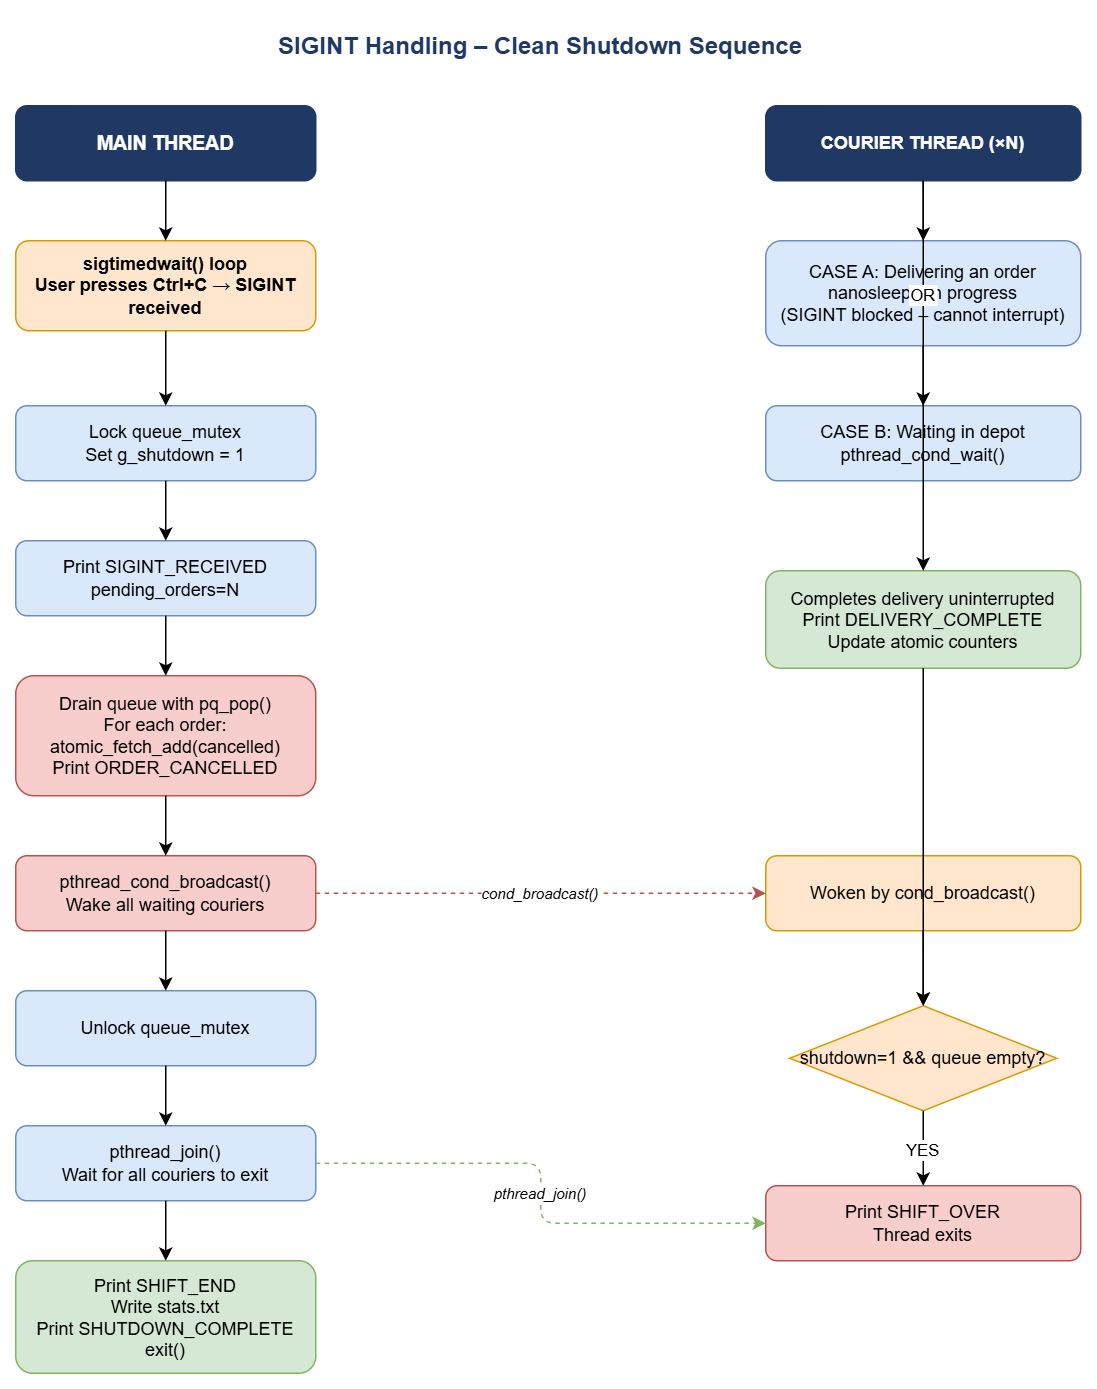 SIGINT Handling – Clean Shutdown Sequence
MAIN THREAD
sigtimedwait() loop
User presses Ctrl+C → SIGINT
received
Lock queue_mutex
Set g_shutdown = 1
Print SIGINT_RECEIVED
pending_orders=N
Drain queue with pq_pop()
For each order:
atomic_fetch_add(cancelled)
Print ORDER_CANCELLED
pthread_cond_broadcast()
Wake all waiting couriers
cond_broadcast()
Unlock queue_mutex
pthread_join()
Wait for all couriers to exit
pthread_join()
Print SHIFT_END
Write stats.txt
Print SHUTDOWN_COMPLETE
exit()
COURIER THREAD (×N)
CASE A: Delivering an order
nanosleep progress
OR
(SIGINT blocked – cannot interrupt)
CASE B: Waiting in depot
pthread_cond_wait()
Completes delivery uninterrupted
Print DELIVERY_COMPLETE
Update atomic counters
Woken by cond_broadcast()
shutdown=1 && queue empty?
YES
Print SHIFT_OVER
Thread exits